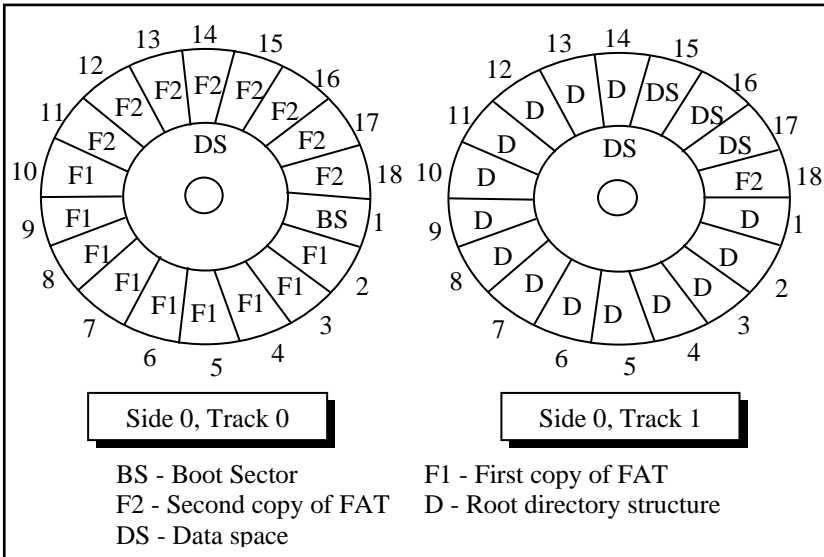 13 14 15
12 16
F2 F2 F2
F2 F2
11 17
F2 F2
DS
10 F1 F2 18
9 F1 BS 1
8 F1 F1 2
F1 F1
7 F1 F1 F1 3
6 5 4
13 14 15
12 16
D D DS
D DS
11 17
D DS
DS
10 D F2 18
9 D D 1
8 D D 2
D D
7 D D D 3
6 5 4
Side 0, Track 0
Side 0, Track 1
BS - Boot Sector F1 - First copy of FAT
F2 - Second copy of FAT D - Root directory structure
DS - Data space